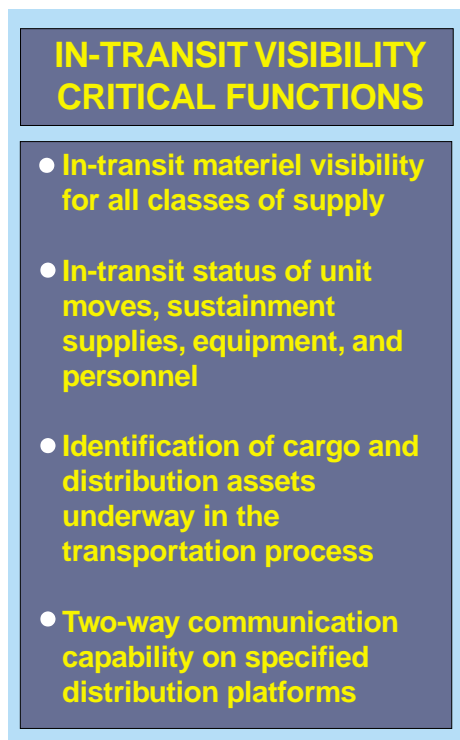 IN-TRANSIT VISIBILITY
CRITICAL FUNCTIONS
● In-transit materiel visibility
for all classes of supply
● In-transit status of unit
moves, sustainment
supplies, equipment, and
personnel
● Identification of cargo and
distribution assets
underway in the
transportation process
● Two-way communication
capability on specified
distribution platforms